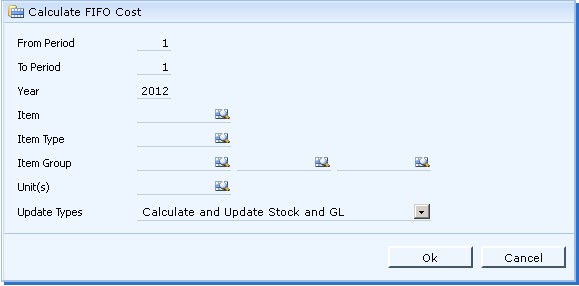 Calculate FIFO Cost
From Period 1
To Period 1
Year 2012
Item
Item Type
Item Group
Unit(s)
Update Types Calculate and Update Stock and GL
Ok Cancel